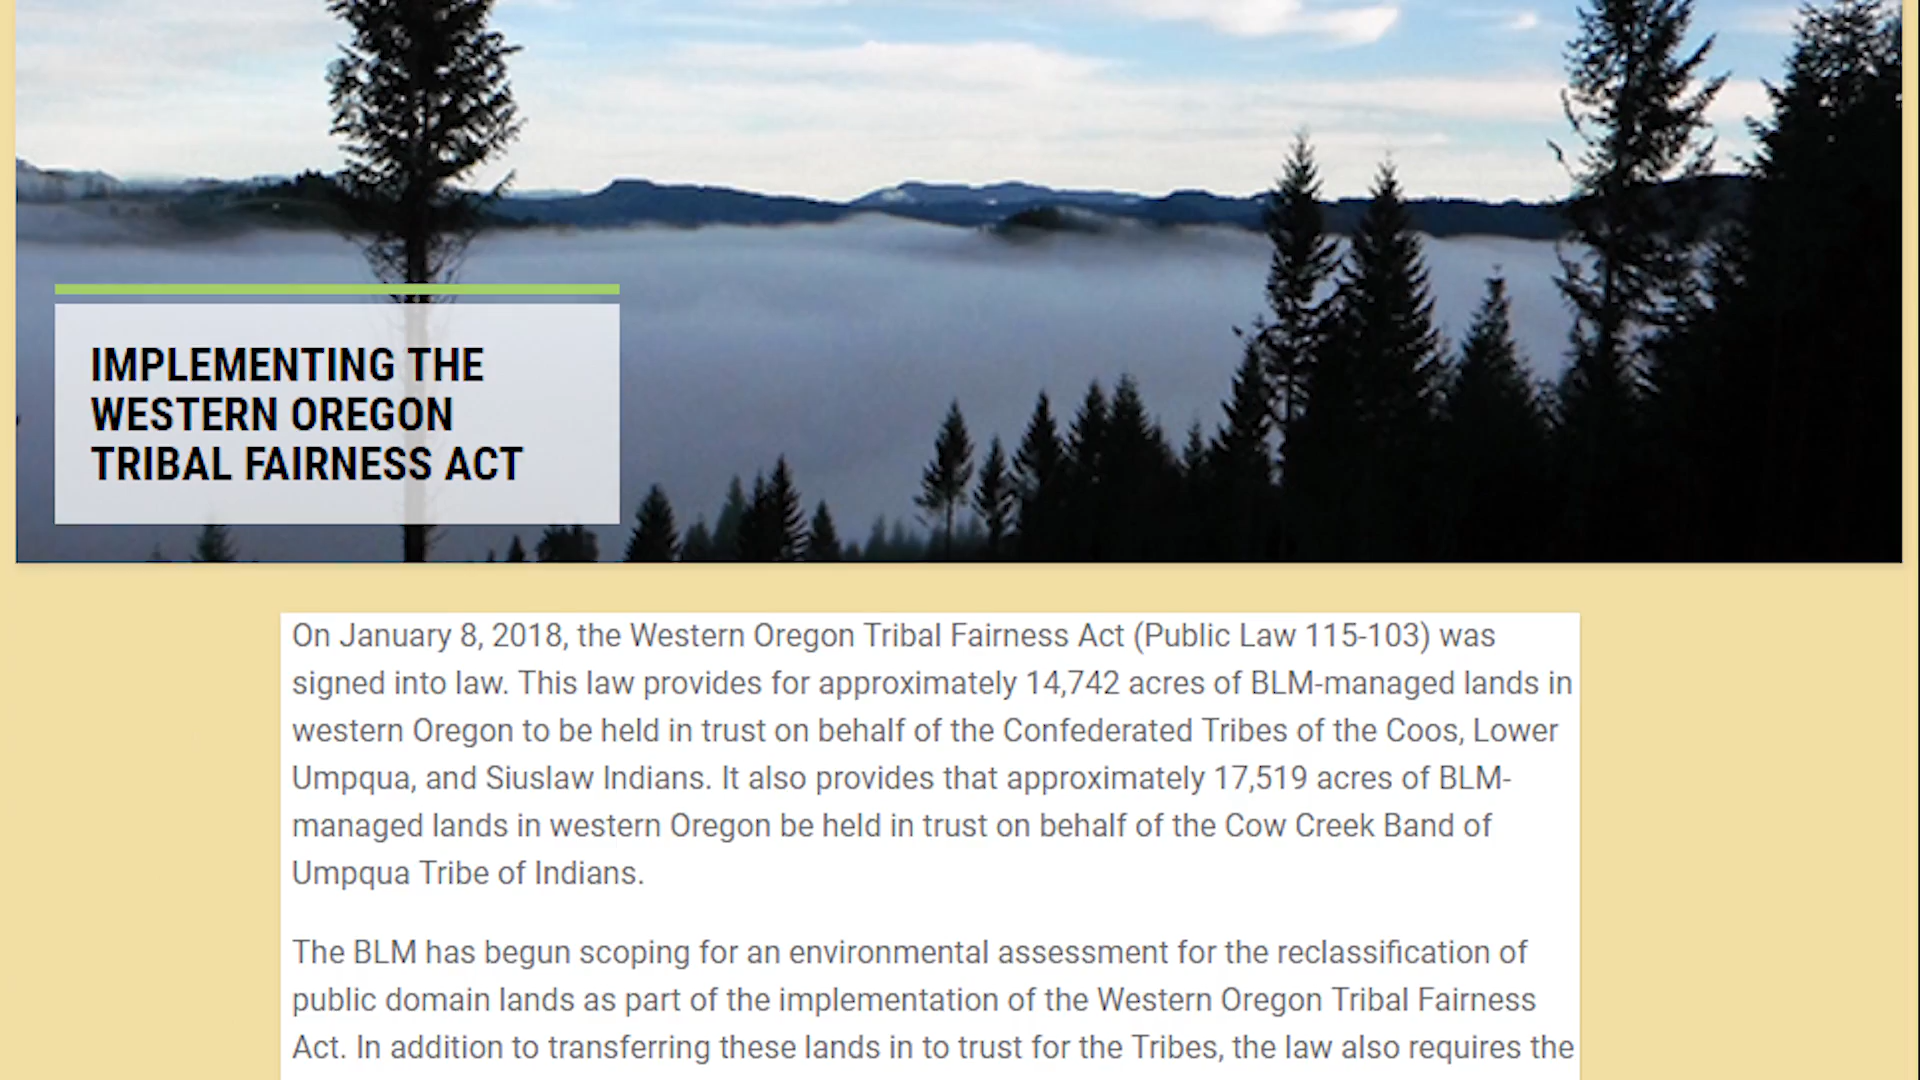 IMPLEMENTING THE
WESTERN OREGON
TRIBAL FAIRNESS ACT
On January 8, 2018, the Western Oregon Tribal Fairness Act (Public Law 115-103) was
signed into law. This law provides for approximately 14,742 acres of BLM-managed lands in
western Oregon to be held in trust on behalf of the Confederated Tribes of the Coos, Lower
Umpqua, and Siuslaw Indians. It also provides that approximately 17,519 acres of BLM-
managed lands in western Oregon be held in trust on behalf of the Cow Creek Band of
Umpqua Tribe of Indians.
The BLM has begun scoping for an environmental assessment for the reclassification of
public domain lands as part of the implementation of the Western Oregon Tribal Fairness
Act. In addition to transferring these lands in to trust for the Tribes, the law also requires the